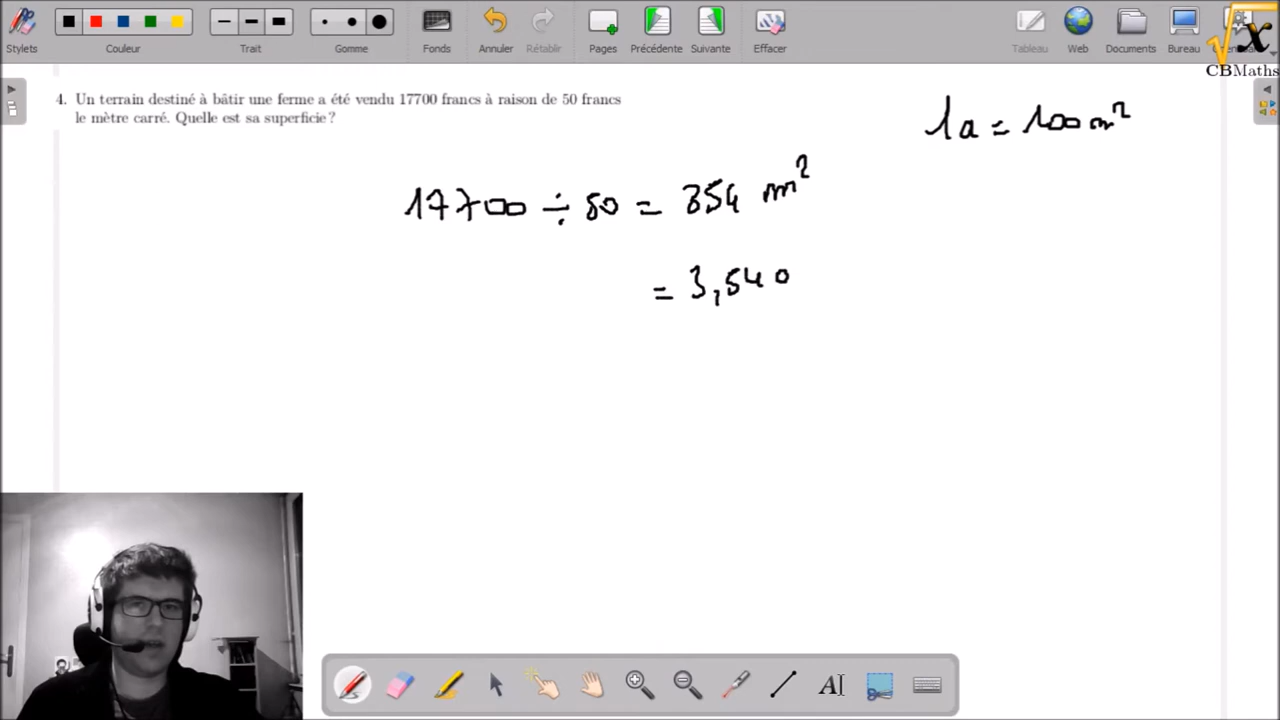 Stylets
Couleur
Trait
Gomme
Fonds
Annuler
Rétablir
Pages
Précédente
Suivante
Effacer
Tableau
Web
Documents
Bureau
√x
CBMaths
4. Un terrain destiné à bâtir une ferme a été vendu 17700 francs à raison de 50 francs
le mètre carré. Quelle est sa superficie ?
1a = 100 m²
17700 ÷ 50 = 354 m²
= 3,540
AI